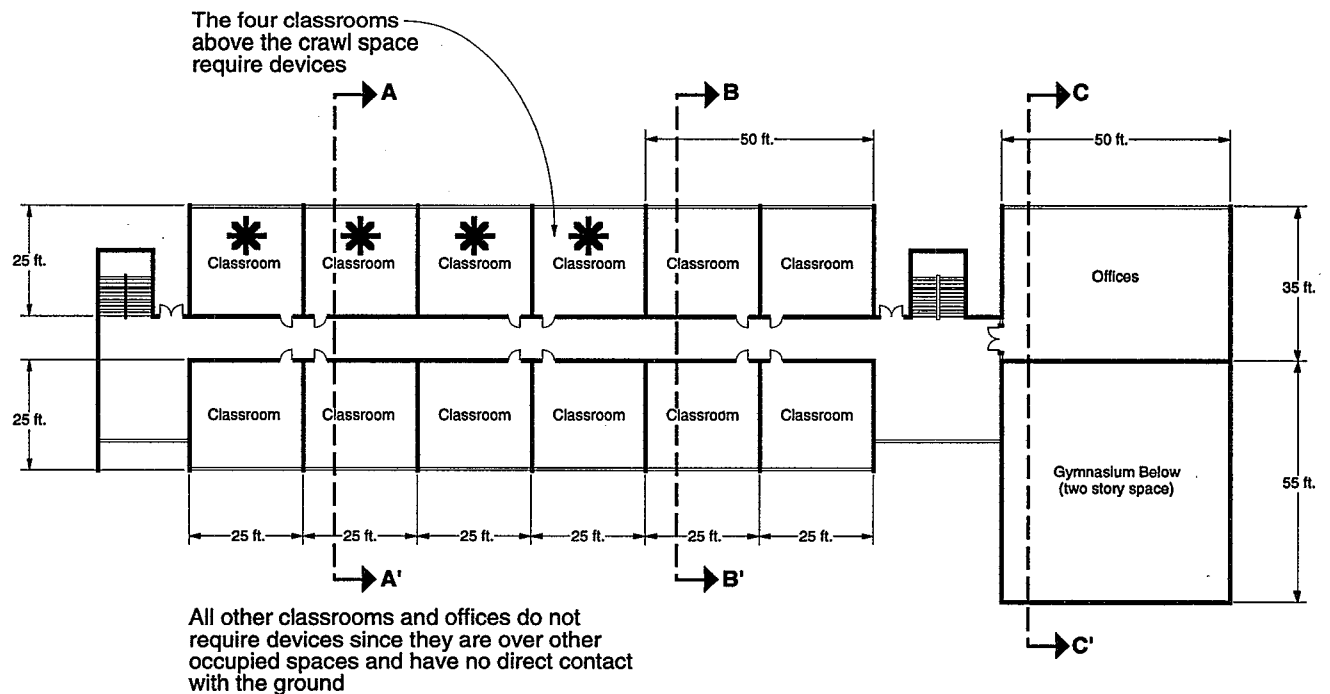 The four classrooms
above the crawl space
require devices
A
B
C
50 ft.
50 ft.
25 ft.
Classroom
Classroom
Classroom
Classroom
Classroom
Classroom
Offices
35 ft.
25 ft.
Classroom
Classroom
Classroom
Classroom
Classroom
Classroom
Gymnasium Below
(two story space)
55 ft.
25 ft.
25 ft.
25 ft.
25 ft.
25 ft.
25 ft.
A'
B'
C'
All other classrooms and offices do not
require devices since they are over other
occupied spaces and have no direct contact
with the ground